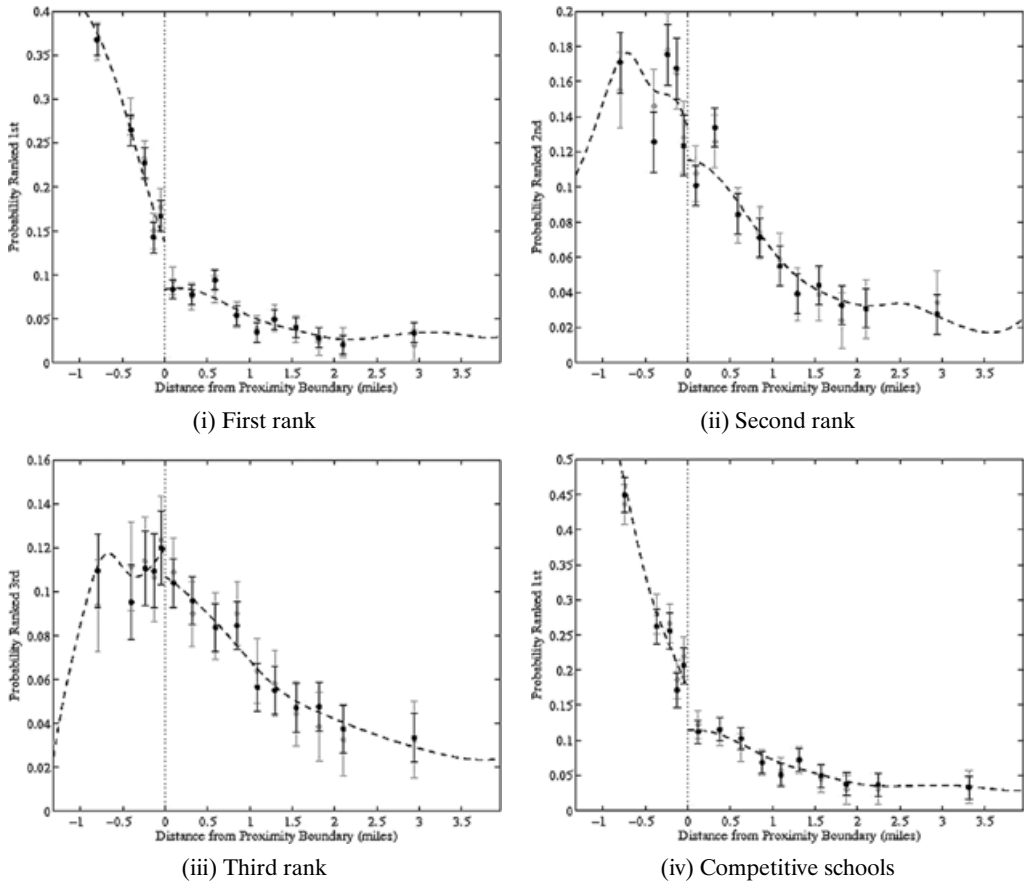 Probability Ranked 1st
0.4
0.35
0.3
0.25
0.2
0.15
0.1
0.05
0
−1 −0.5 0 0.5 1 1.5 2 2.5 3 3.5
Distance from Proximity Boundary (miles)
(i) First rank
Probability Ranked 2nd
0.2
0.18
0.16
0.14
0.12
0.1
0.08
0.06
0.04
0.02
0
−1 −0.5 0 0.5 1 1.5 2 2.5 3 3.5
Distance from Proximity Boundary (miles)
(ii) Second rank
Probability Ranked 3rd
0.16
0.14
0.12
0.1
0.08
0.06
0.04
0.02
0
−1 −0.5 0 0.5 1 1.5 2 2.5 3 3.5
Distance from Proximity Boundary (miles)
(iii) Third rank
Probability Ranked 1st
0.5
0.45
0.4
0.35
0.3
0.25
0.2
0.15
0.1
0.05
0
−1 −0.5 0 0.5 1 1.5 2 2.5 3 3.5
Distance from Proximity Boundary (miles)
(iv) Competitive schools